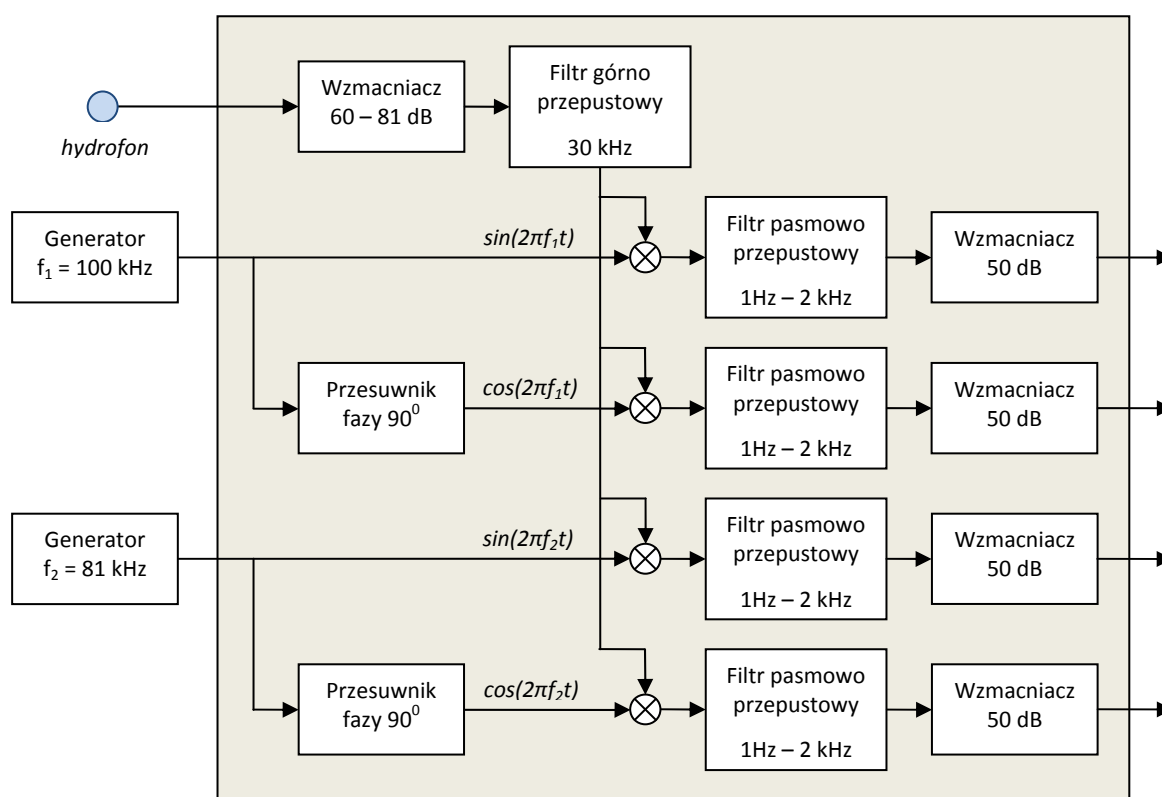 Wzmacniacz
60 – 81 dB
Filtr górno
przepustowy
30 kHz
hydrofon
Generator
f₁ = 100 kHz
sin(2πf₁t)
Filtr pasmowo
przepustowy
1Hz – 2 kHz
Wzmacniacz
50 dB
Przesuwnik
fazy 90⁰
cos(2πf₁t)
Filtr pasmowo
przepustowy
1Hz – 2 kHz
Wzmacniacz
50 dB
Generator
f₂ = 81 kHz
sin(2πf₂t)
Filtr pasmowo
przepustowy
1Hz – 2 kHz
Wzmacniacz
50 dB
Przesuwnik
fazy 90⁰
cos(2πf₂t)
Filtr pasmowo
przepustowy
1Hz – 2 kHz
Wzmacniacz
50 dB